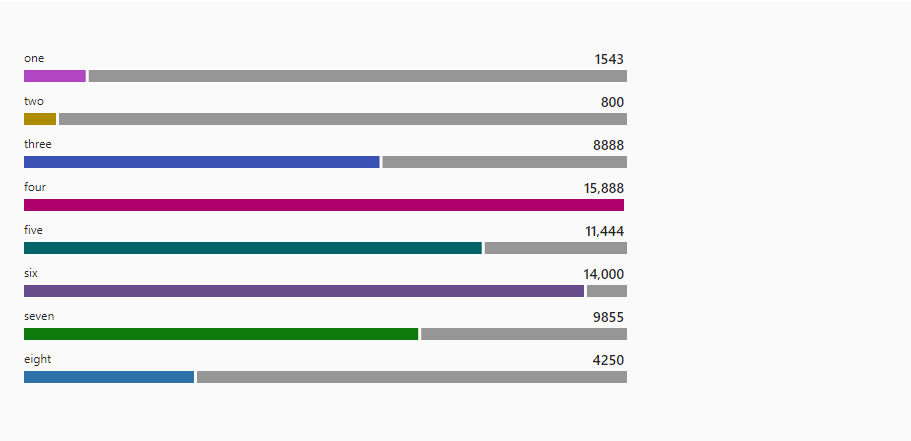 one 1543
two 800
three 8888
four 15,888
five 11,444
six 14,000
seven 9855
eight 4250